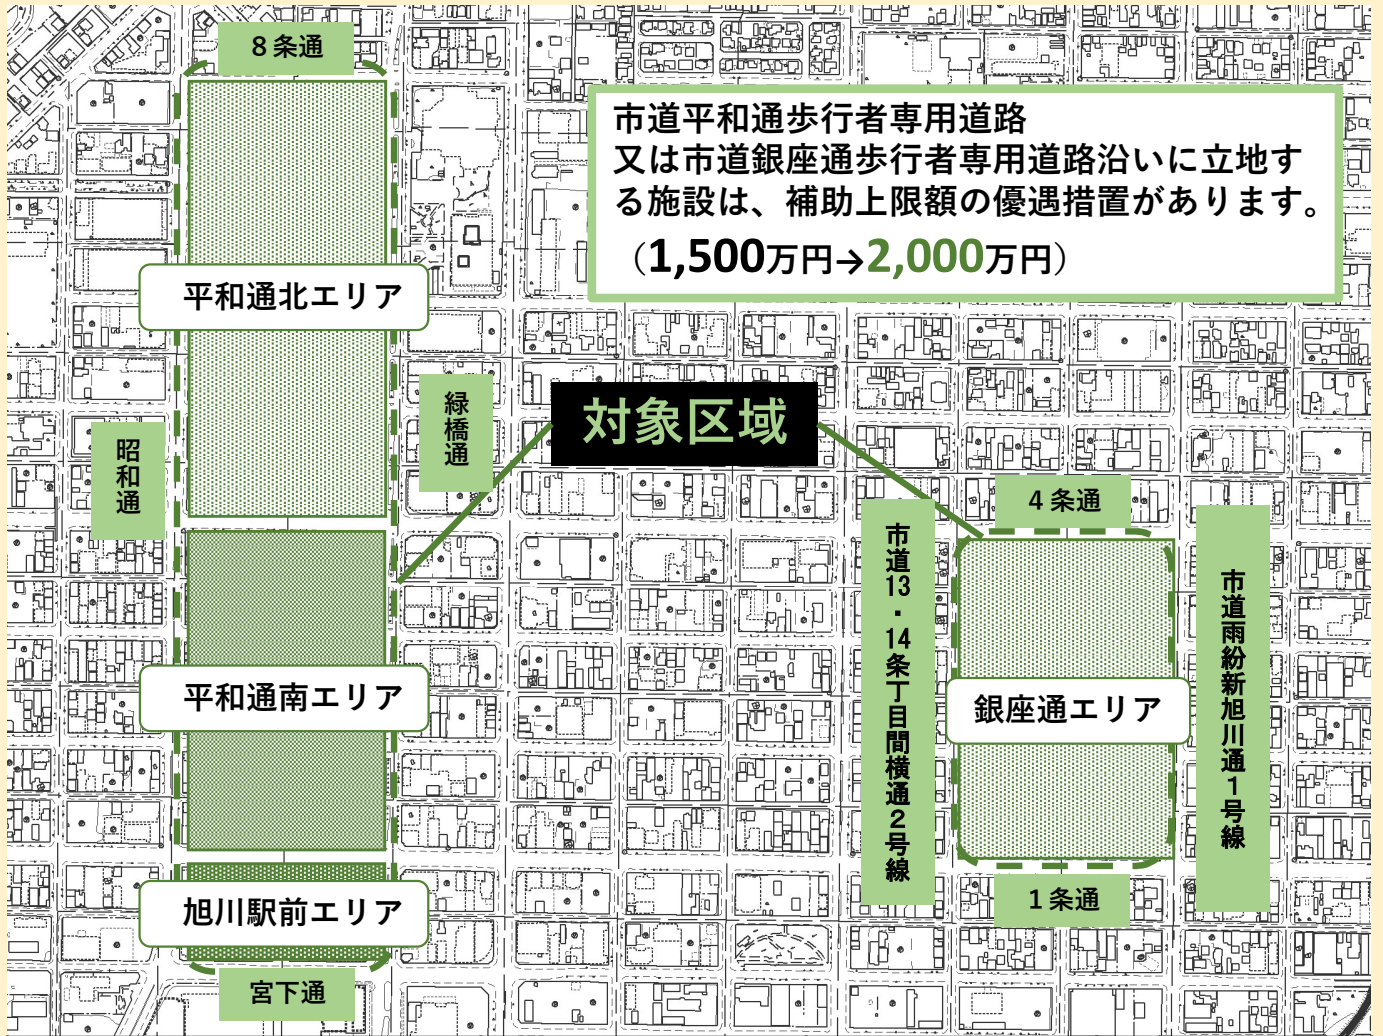 8条通
市道平和通歩行者専用道路
又は市道銀座通歩行者専用道路沿いに立地す
る施設は、補助上限額の優遇措置があります。
（1,500万円→2,000万円）
平和通北エリア
緑橋通
対象区域
昭和通
4条通
市道13・14条丁目間横通2号線
市道雨紛新旭川通1号線
平和通南エリア
銀座通エリア
旭川駅前エリア
1条通
宮下通